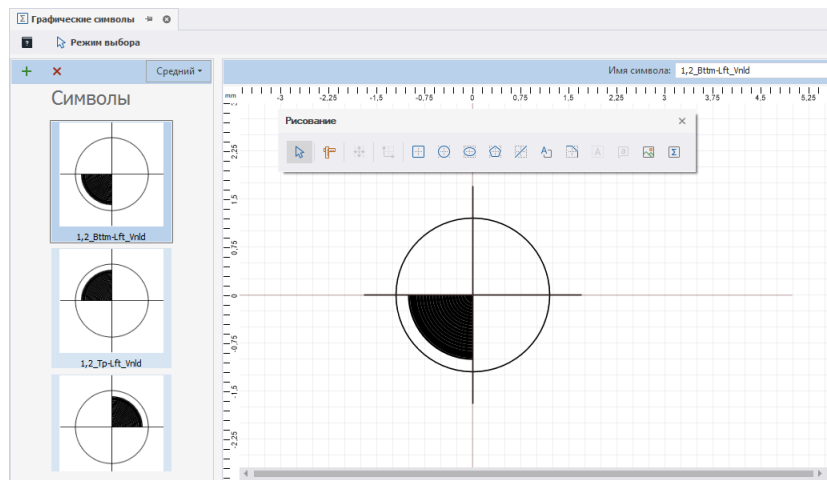 Графические символы
Режим выбора
Средний
Имя символа: 1,2_Bttm-Lft_Vnld
Символы
mm
-3 -2,25 -1,5 -0,75 0 0,75 1,5 2,25 3 3,75 4,5 5,25
Рисование
1,2_Bttm-Lft_Vnld
1,2_Tp-Lft_Vnld
2,25
1,5
0,75
0
-0,75
-1,5
-2,25